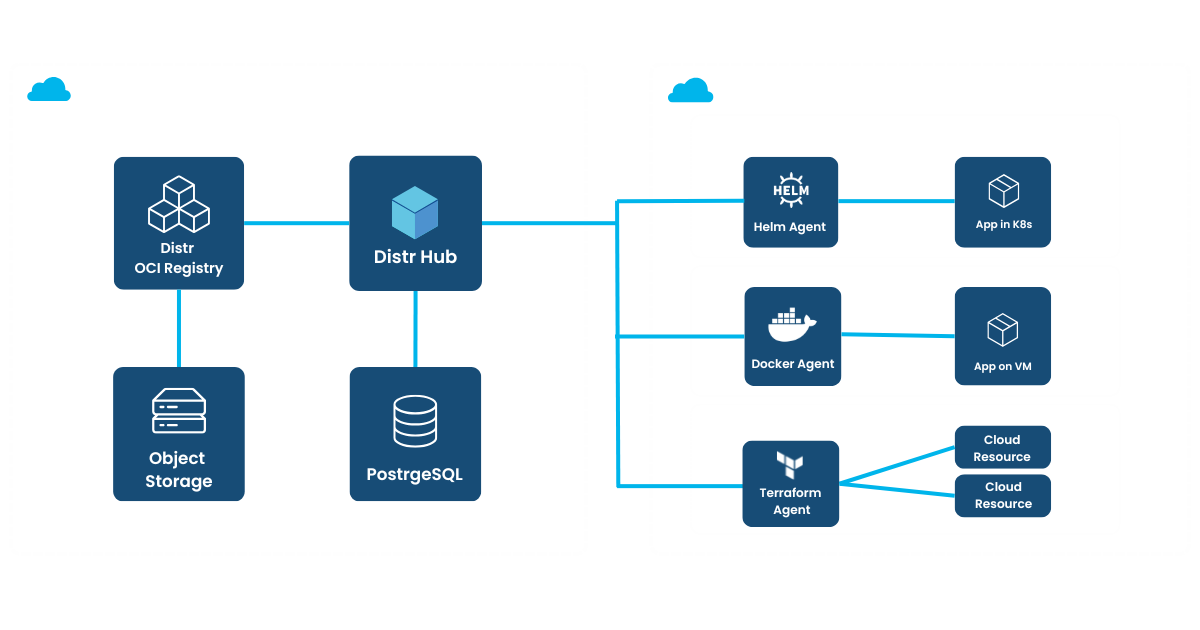 Distr
OCI Registry
Distr Hub
Object
Storage
PostrgeSQL
HELM
Helm Agent
App in K8s
Docker Agent
App on VM
Terraform
Agent
Cloud
Resource
Cloud
Resource